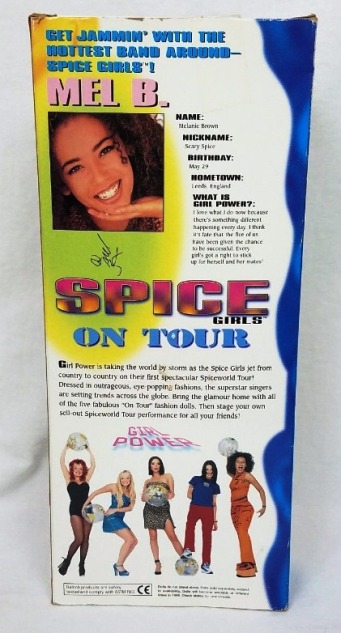 GET JAMMIN' WITH THE
HOTTEST BAND AROUND—
SPICE GIRLS™!
MEL B.
NAME:
Melanie Brown
NICKNAME:
Scary Spice
BIRTHDAY:
May 29
HOMETOWN:
Leeds, England
WHAT IS
GIRL POWER?:
I love what I do now because
there's something different
happening every day. I think
it's fate that the five of us
have been given the chance
to be successful. Every
girl's got a right to stick
up for herself and her mates"
SPICE
GIRLS
ON TOUR
Girl Power is taking the world by storm as the Spice Girls jet from
country to country on their first spectacular Spiceworld Tour!
Dressed in outrageous, eye-popping fashions, the superstar singers
are setting trends across the globe. Bring the glamour home with all
of the five fabulous "On Tour" fashion dolls. Then stage your own
sell-out Spiceworld Tour performance for all your friends!
GIRL
POWER
CE